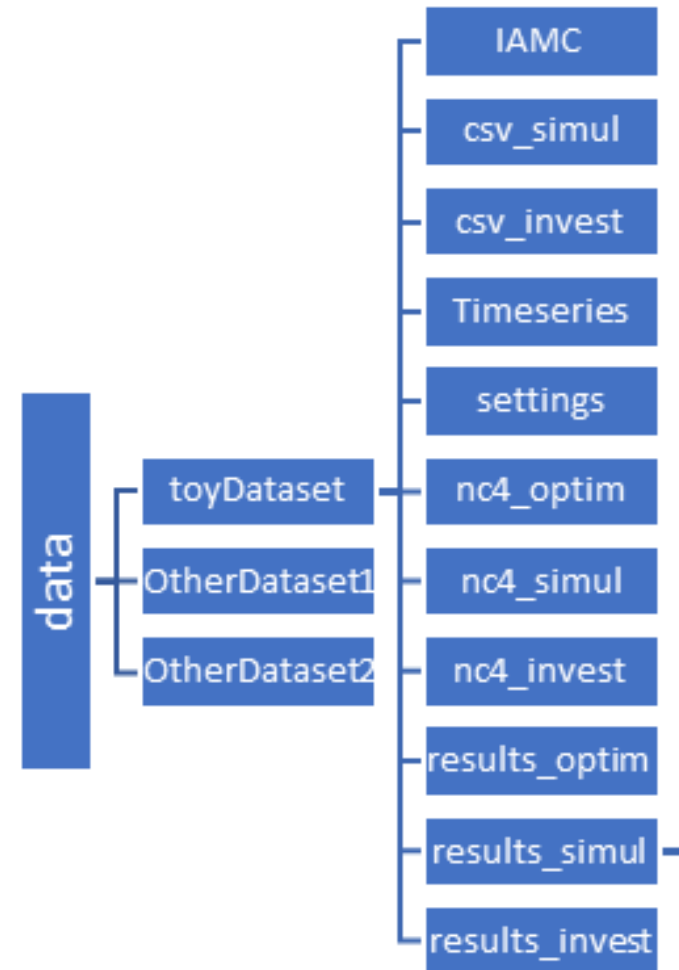 data
toyDataset
OtherDataset1
OtherDataset2
IAMC
csv_simul
csv_invest
Timeseries
settings
nc4_optim
nc4_simul
nc4_invest
results_optim
results_simul
results_invest